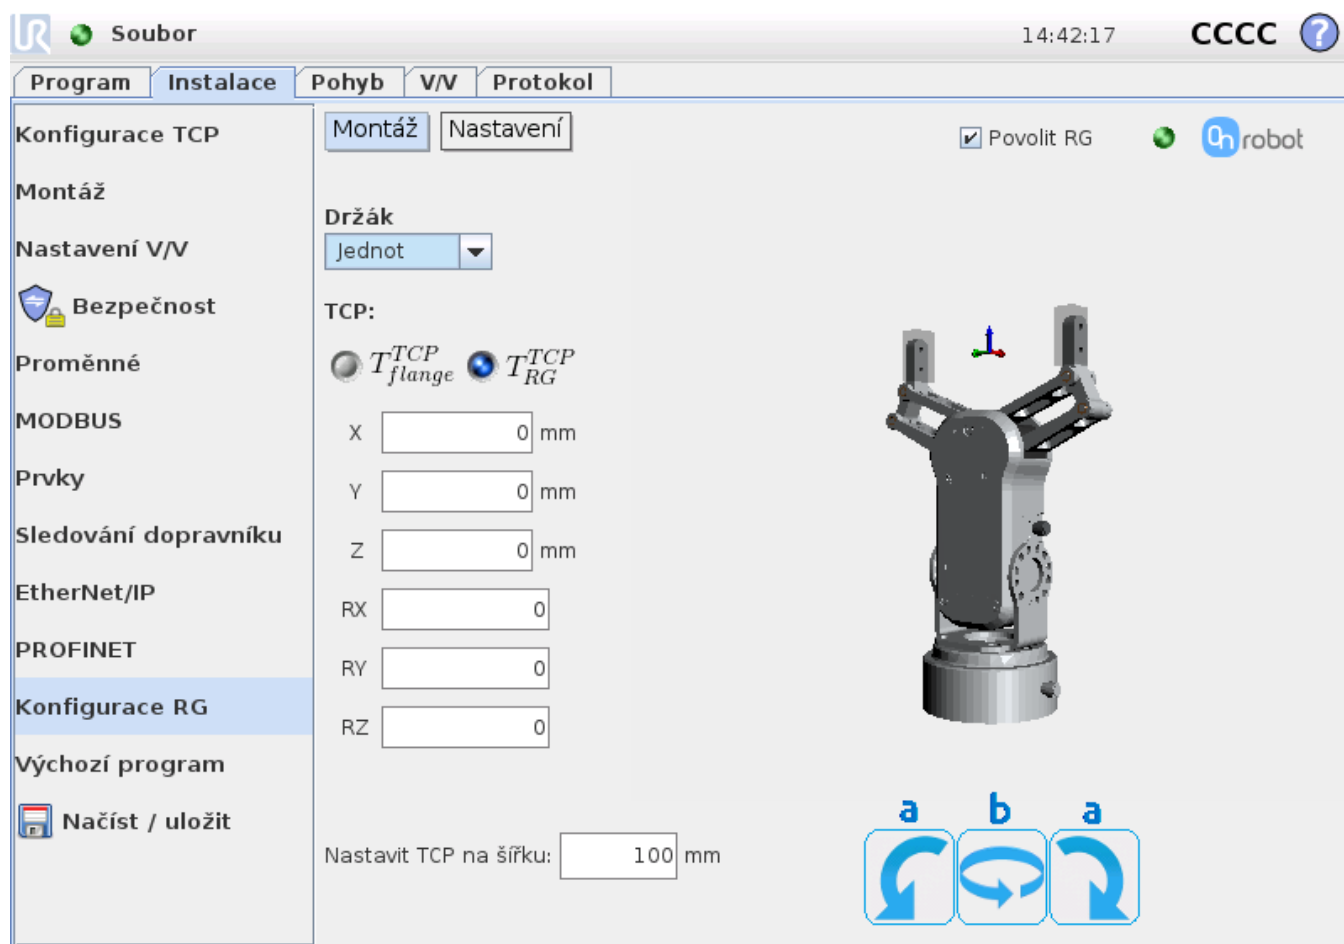 UR Soubor 14:42:17 CCCC ?
Program Instalace Pohyb V/V Protokol
Konfigurace TCP
Montáž
Nastavení V/V
Bezpečnost
Proměnné
MODBUS
Prvky
Sledování dopravníku
EtherNet/IP
PROFINET
Konfigurace RG
Výchozí program
Načíst / uložit
Montáž Nastavení Povolit RG On robot
Držák
Jednot
TCP:
T^{TCP}_{flange} T^{TCP}_{RG}
X 0 mm
Y 0 mm
Z 0 mm
RX 0
RY 0
RZ 0
Nastavit TCP na šířku: 100 mm
a b a